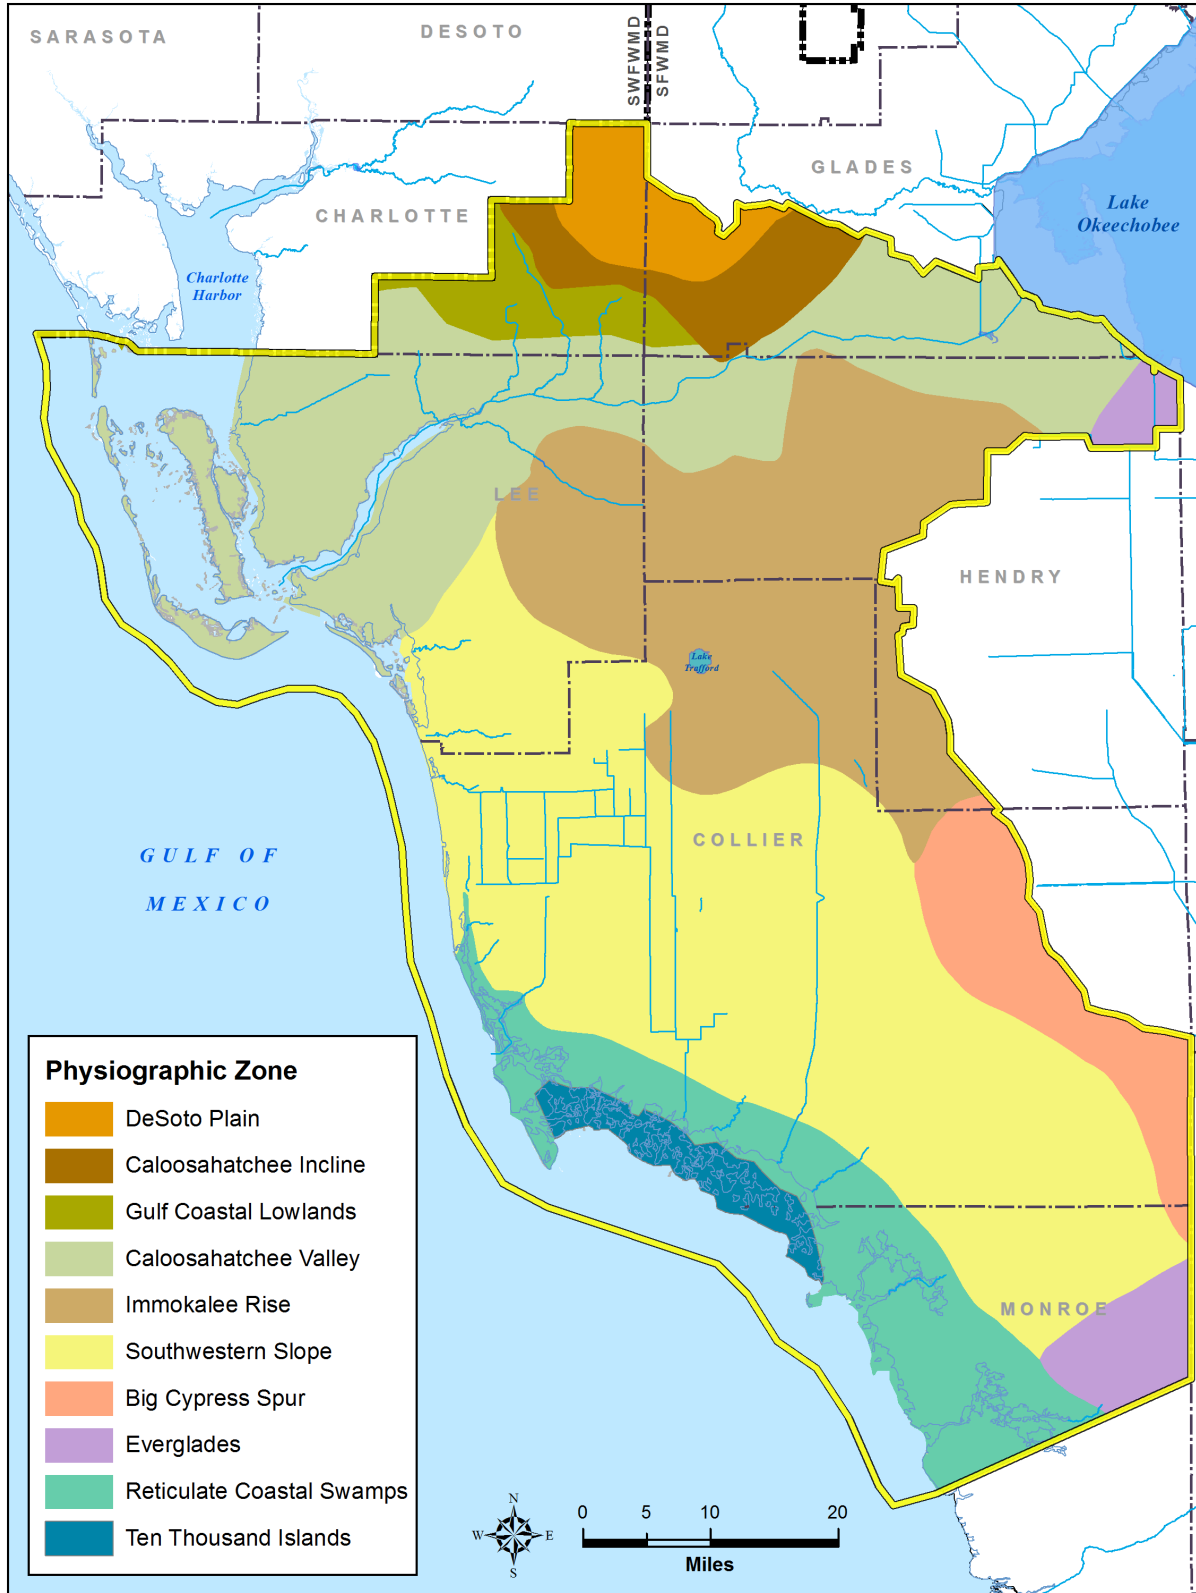 SARASOTA
DESOTO
SWFWMD
SFWMD
GLADES
CHARLOTTE
Lake
Okeechobee
Charlotte
Harbor
LEE
HENDRY
Lake
Trafford
COLLIER
GULF OF
MEXICO
MONROE
Physiographic Zone
DeSoto Plain
Caloosahatchee Incline
Gulf Coastal Lowlands
Caloosahatchee Valley
Immokalee Rise
Southwestern Slope
Big Cypress Spur
Everglades
Reticulate Coastal Swamps
Ten Thousand Islands
N
W E
S
0 5 10 20
Miles